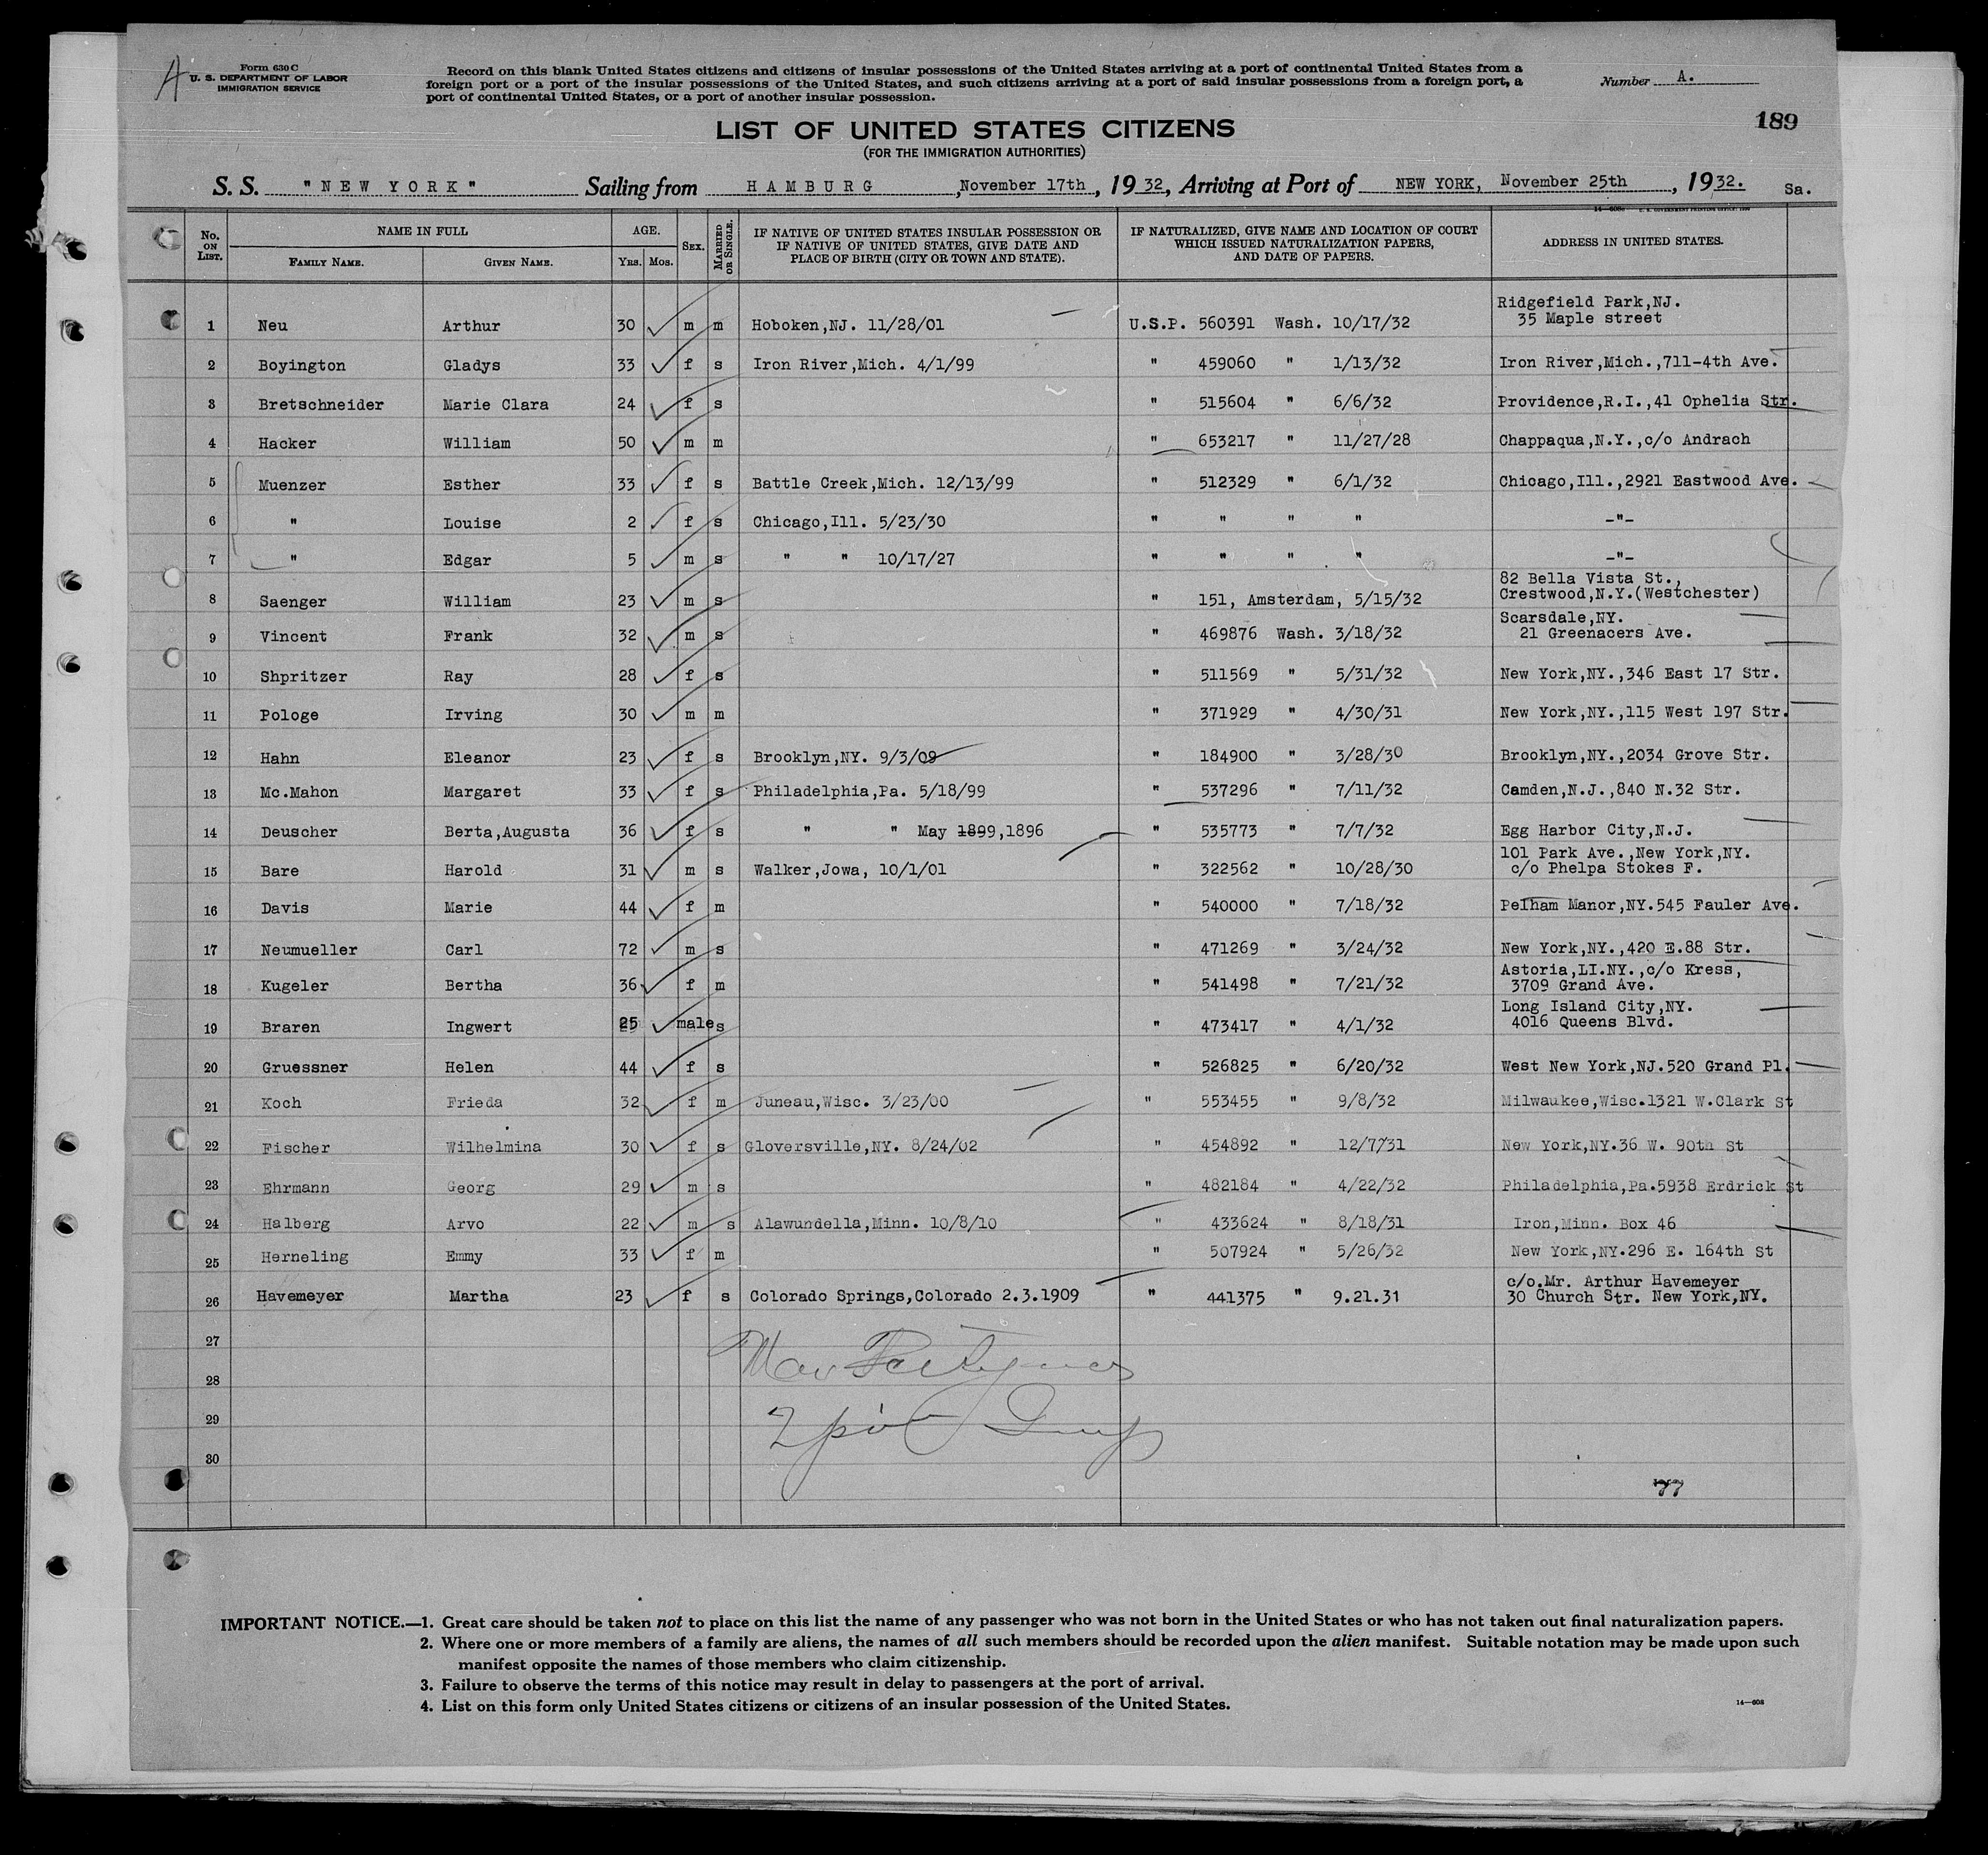 A
Form 630 C
U. S. DEPARTMENT OF LABOR
IMMIGRATION SERVICE
Record on this blank United States citizens and citizens of insular possessions of the United States arriving at a port of continental United States from a
foreign port or a port of the insular possessions of the United States, and such citizens arriving at a port of said insular possessions from a foreign port, a
port of continental United States, or a port of another insular possession.
Number A.
189
LIST OF UNITED STATES CITIZENS
(FOR THE IMMIGRATION AUTHORITIES)
S. S. "NEW YORK" Sailing from HAMBURG, November 17th, 1932, Arriving at Port of NEW YORK, November 25th, 1932. Sa.
No. ON LIST. NAME IN FULL FAMILY NAME. GIVEN NAME. AGE. YRS. MOS. SEX. MARRIED OR SINGLE. IF NATIVE OF UNITED STATES INSULAR POSSESSION OR IF NATIVE OF UNITED STATES, GIVE DATE AND PLACE OF BIRTH (CITY OR TOWN AND STATE). IF NATURALIZED, GIVE NAME AND LOCATION OF COURT WHICH ISSUED NATURALIZATION PAPERS, AND DATE OF PAPERS. ADDRESS IN UNITED STATES.
1 Neu Arthur 30 m m Hoboken,NJ. 11/28/01 U.S.P. 560391 Wash. 10/17/32 Ridgefield Park,NJ. 35 Maple street
2 Boyington Gladys 33 f s Iron River,Mich. 4/1/99 " 459060 " 1/13/32 Iron River,Mich.,711-4th Ave.
3 Bretschneider Marie Clara 24 f s " 515604 " 6/6/32 Providence,R.I.,41 Ophelia Str.
4 Hacker William 50 m m " 653217 " 11/27/28 Chappaqua,N.Y.,c/o Andrach
5 Muenzer Esther 33 f s Battle Creek,Mich. 12/13/99 " 512329 " 6/1/32 Chicago,Ill.,2921 Eastwood Ave.
6 " Louise 2 f s Chicago,Ill. 5/23/30 " " " " -"-
7 " Edgar 5 m s " " 10/17/27 " " " " -"-
8 Saenger William 23 m s " 151, Amsterdam, 5/15/32 82 Bella Vista St., Crestwood,N.Y.(Westchester)
9 Vincent Frank 32 m s " 469876 Wash. 3/18/32 Scarsdale,NY. 21 Greenacers Ave.
10 Shpritzer Ray 28 f s " 511569 " 5/31/32 New York,NY.,346 East 17 Str.
11 Pologe Irving 30 m m " 371929 " 4/30/31 New York,NY.,115 West 197 Str.
12 Hahn Eleanor 23 f s Brooklyn,NY. 9/3/09 " 184900 " 3/28/30 Brooklyn,NY.,2034 Grove Str.
13 Mc.Mahon Margaret 33 f s Philadelphia,Pa. 5/18/99 " 537296 " 7/11/32 Camden,N.J.,840 N.32 Str.
14 Deuscher Berta,Augusta 36 f s " " May 1899,1896 " 535773 " 7/7/32 Egg Harbor City,N.J.
15 Bare Harold 31 m s Walker,Jowa, 10/1/01 " 322562 " 10/28/30 101 Park Ave.,New York,NY. c/o Phelpa Stokes F.
16 Davis Marie 44 f m " 540000 " 7/18/32 Pelham Manor,NY.545 Fauler Ave.
17 Neumueller Carl 72 m s " 471269 " 3/24/32 New York,NY.,420 E.88 Str.
18 Kugeler Bertha 36 f m " 541498 " 7/21/32 Astoria,LI.NY.,c/o Kress, 3709 Grand Ave.
19 Braren Ingwert 25 male s " 473417 " 4/1/32 Long Island City,NY. 4016 Queens Blvd.
20 Gruessner Helen 44 f s " 526825 " 6/20/32 West New York,NJ.520 Grand Pl.
21 Koch Frieda 32 f m Juneau,Wisc. 3/23/00 " 553455 " 9/8/32 Milwaukee,Wisc.1321 W.Clark St
22 Fischer Wilhelmina 30 f s Gloversville,NY. 8/24/02 " 454892 " 12/7/31 New York,NY.36 W. 90th St
23 Ehrmann Georg 29 m s " 482184 " 4/22/32 Philadelphia,Pa.5938 Erdrick St
24 Halberg Arvo 22 m s Alawundella,Minn. 10/8/10 " 433624 " 8/18/31 Iron,Minn. Box 46
25 Herneling Emmy 33 f m " 507924 " 5/26/32 New York,NY.296 E. 164th St
26 Havemeyer Martha 23 f s Colorado Springs,Colorado 2.3.1909 " 441375 " 9.21.31 c/o.Mr. Arthur Havemeyer 30 Church Str. New York,NY.
27
28
29
30
77
IMPORTANT NOTICE.—1. Great care should be taken not to place on this list the name of any passenger who was not born in the United States or who has not taken out final naturalization papers.
2. Where one or more members of a family are aliens, the names of all such members should be recorded upon the alien manifest. Suitable notation may be made upon such
manifest opposite the names of those members who claim citizenship.
3. Failure to observe the terms of this notice may result in delay to passengers at the port of arrival.
4. List on this form only United States citizens or citizens of an insular possession of the United States.
14—608